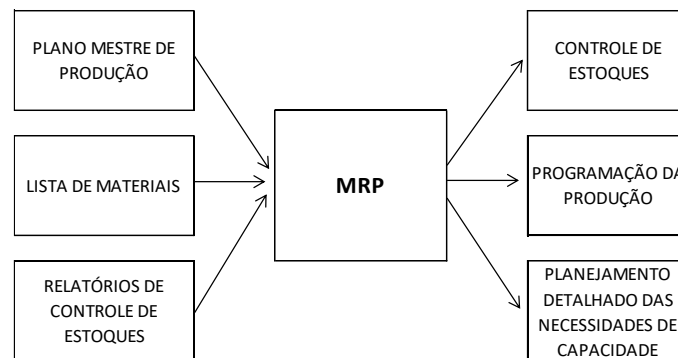 PLANO MESTRE DE
PRODUÇÃO
LISTA DE MATERIAIS
RELATÓRIOS DE
CONTROLE DE
ESTOQUES
MRP
CONTROLE DE
ESTOQUES
PROGRAMAÇÃO DA
PRODUÇÃO
PLANEJAMENTO
DETALHADO DAS
NECESSIDADES DE
CAPACIDADE